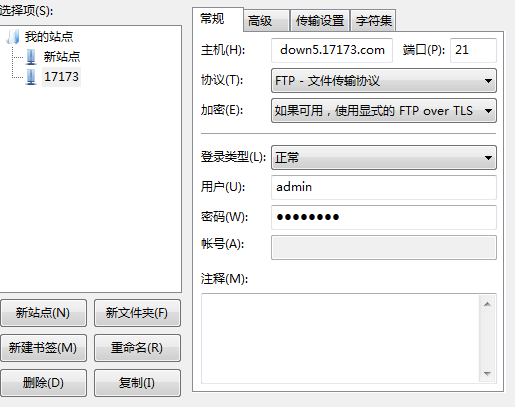 选择项(S):
我的站点
新站点
17173
新站点(N)
新文件夹(F)
新建书签(M)
重命名(R)
删除(D)
复制(I)
常规
高级
传输设置
字符集
主机(H):
down5.17173.com
端口(P):
21
协议(T):
FTP - 文件传输协议
加密(E):
如果可用，使用显式的 FTP over TLS
登录类型(L):
正常
用户(U):
admin
密码(W):
●●●●●●●●
帐号(A):
注释(M):